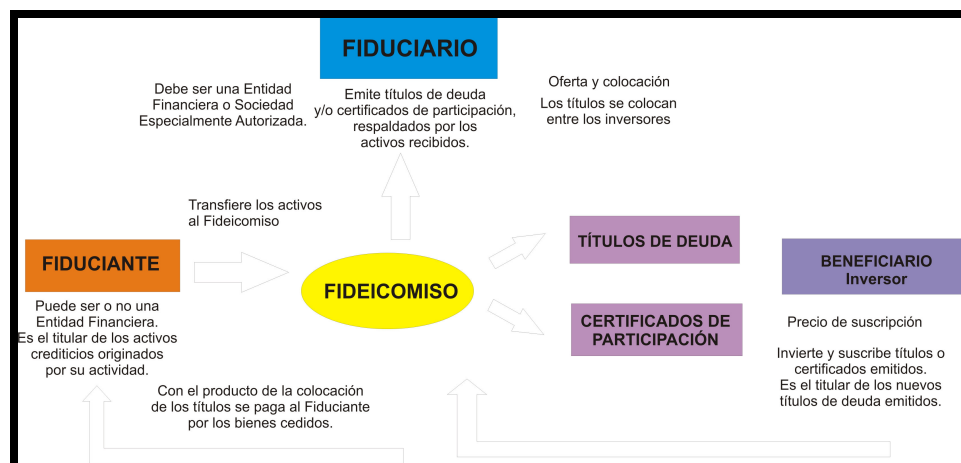 FIDUCIARIO
Debe ser una Entidad
Financiera o Sociedad
Especialmente Autorizada.
Emite títulos de deuda
y/o certificados de participación,
respaldados por los
activos recibidos.
Oferta y colocación
Los títulos se colocan
entre los inversores
Transfiere los activos
al Fideicomiso
FIDUCIANTE
Puede ser o no una
Entidad Financiera.
Es el titular de los activos
crediticios originados
por su actividad.
FIDEICOMISO
TÍTULOS DE DEUDA
CERTIFICADOS DE
PARTICIPACIÓN
BENEFICIARIO
Inversor
Precio de suscripción
Invierte y suscribe títulos o
certificados emitidos.
Es el titular de los nuevos
títulos de deuda emitidos.
Con el producto de la colocación
de los títulos se paga al Fiduciante
por los bienes cedidos.